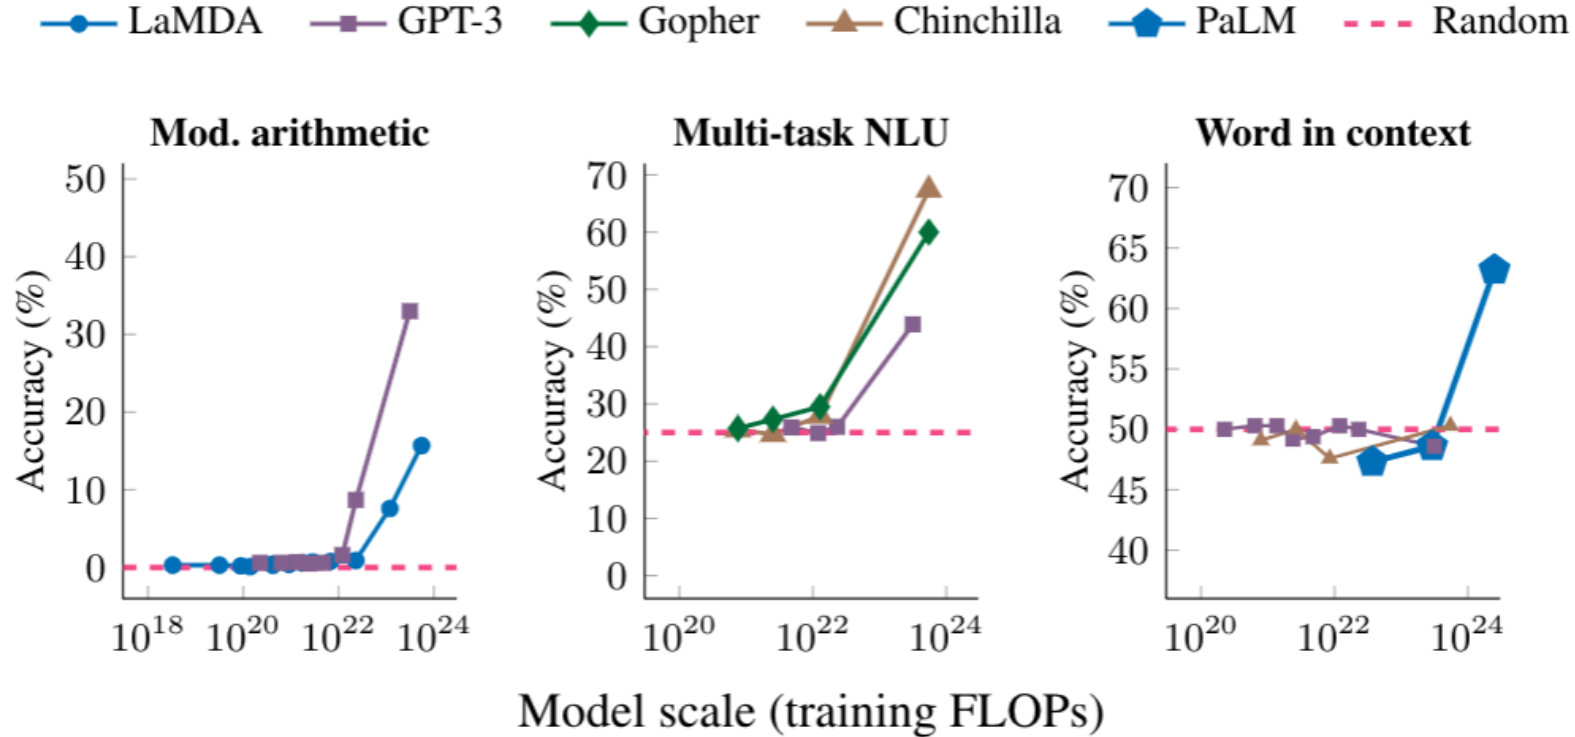 LaMDA GPT-3 Gopher Chinchilla PaLM Random
Mod. arithmetic
Accuracy (%)
50
40
30
20
10
0
10^18 10^20 10^22 10^24
Multi-task NLU
Accuracy (%)
70
60
50
40
30
20
10
0
10^20 10^22 10^24
Word in context
Accuracy (%)
70
65
60
55
50
45
40
10^20 10^22 10^24
Model scale (training FLOPs)